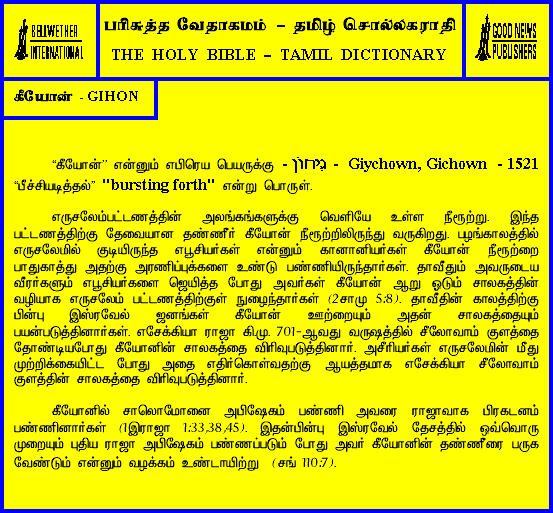 BELLWETHER
INTERNATIONAL
பரிசுத்த வேதாகமம் – தமிழ் சொல்லகராதி
THE HOLY BIBLE – TAMIL DICTIONARY
GOOD NEWS
PUBLISHERS
கீயோன் - GIHON
“கீயோன்” என்னும் எபிரெய பெயருக்கு - גיחון - Giychown, Gichown - 1521
“பீச்சியடித்தல்” "bursting forth" என்று பொருள்.
எருசலேம்பட்டணத்தின் அலங்கங்களுக்கு வெளியே உள்ள நீரூற்று. இந்த
பட்டணத்திற்கு தேவையான தண்ணீர் கீயோன் நீரூற்றிலிருந்து வருகிறது. பழங்காலத்தில்
எருசலேமில் குடியிருந்த எபூசியர்கள் என்னும் கானானியர்கள் கீயோன் நீரூற்றை
பாதுகாத்து அதற்கு அரணிப்புக்களை உண்டு பண்ணியிருந்தார்கள். தாவீதும் அவருடைய
வீரர்களும் எபூசியர்களை ஜெயித்த போது அவர்கள் கீயோன் ஆறு ஓடும் சாலகத்தின்
வழியாக எருசலேம் பட்டணத்திற்குள் நுழைந்தார்கள் (2சாமு 5:8). தாவீதின் காலத்திற்கு
பின்பு இஸ்ரவேல் ஜனங்கள் கீயோன் ஊற்றையும் அதன் சாலகத்தையும்
பயன்படுத்தினார்கள். எசேக்கியா ராஜா கி.மு. 701-ஆவது வருஷத்தில் சீலோவாம் குளத்தை
தோண்டியபோது கீயோனின் சாலகத்தை விரிவுபடுத்தினார். அசீரியர்கள் எருசலேமின் மீது
முற்றிக்கையிட்ட போது அதை எதிர்கொள்வதற்கு ஆயத்தமாக எசேக்கியா சீலோவாம்
குளத்தின் சாலகத்தை விரிவுபடுத்தினார்.
கீயோனில் சாலொமோனை அபிஷேகம் பண்ணி அவரை ராஜாவாக பிரகடனம்
பண்ணினார்கள் (1இராஜா 1:33,38,45). இதன்பின்பு இஸ்ரவேல் தேசத்தில் ஒவ்வொரு
முறையும் புதிய ராஜா அபிஷேகம் பண்ணப்படும் போது அவர் கீயோனின் தண்ணீரை பருக
வேண்டும் என்னும் வழக்கம் உண்டாயிற்று (சங் 110:7).